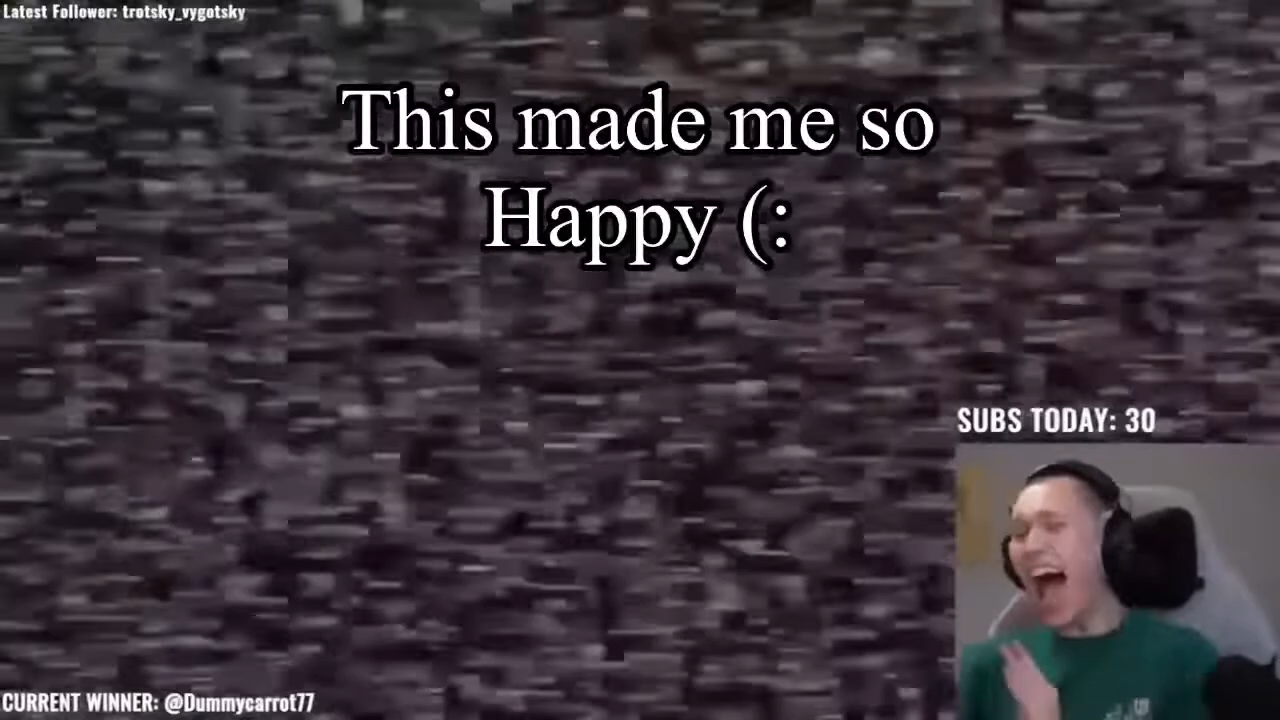 Latest Follower: trotsky_vygotsky
This made me so
Happy (:
SUBS TODAY: 30
CURRENT WINNER: @Dummycarrot77